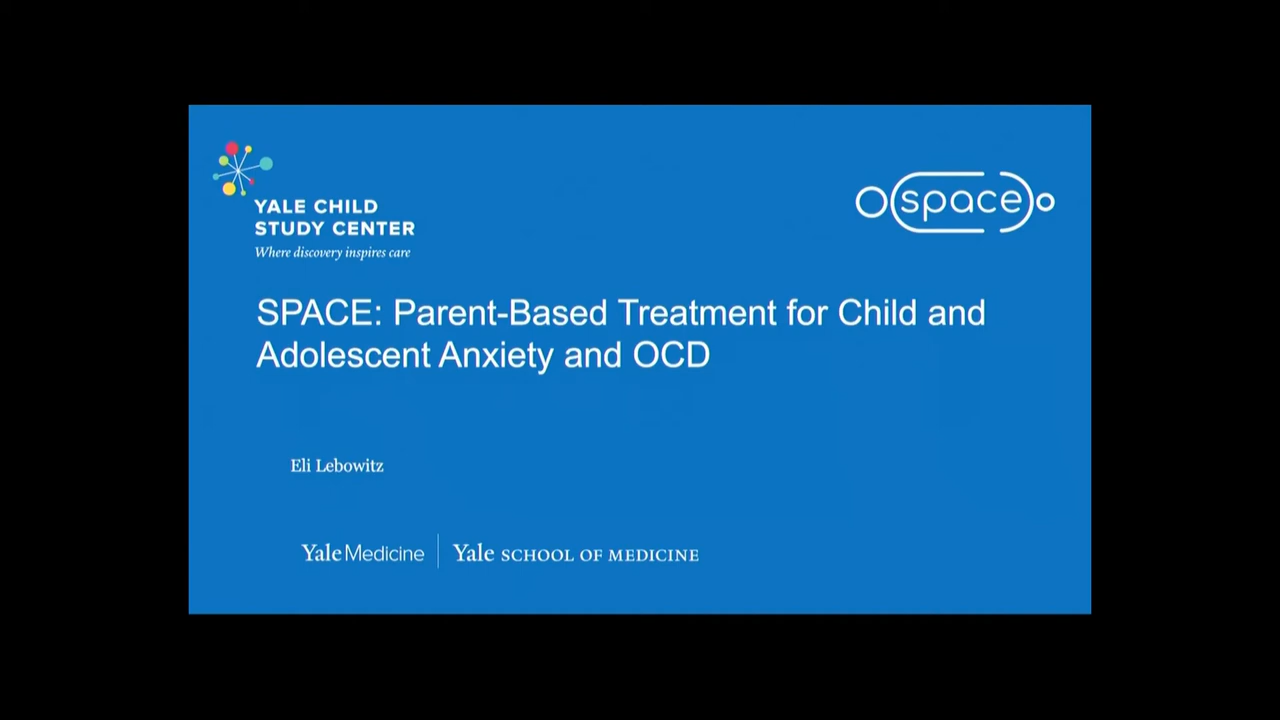 YALE CHILD
STUDY CENTER
Where discovery inspires care
space
SPACE: Parent-Based Treatment for Child and
Adolescent Anxiety and OCD
Eli Lebowitz
Yale Medicine | Yale SCHOOL OF MEDICINE